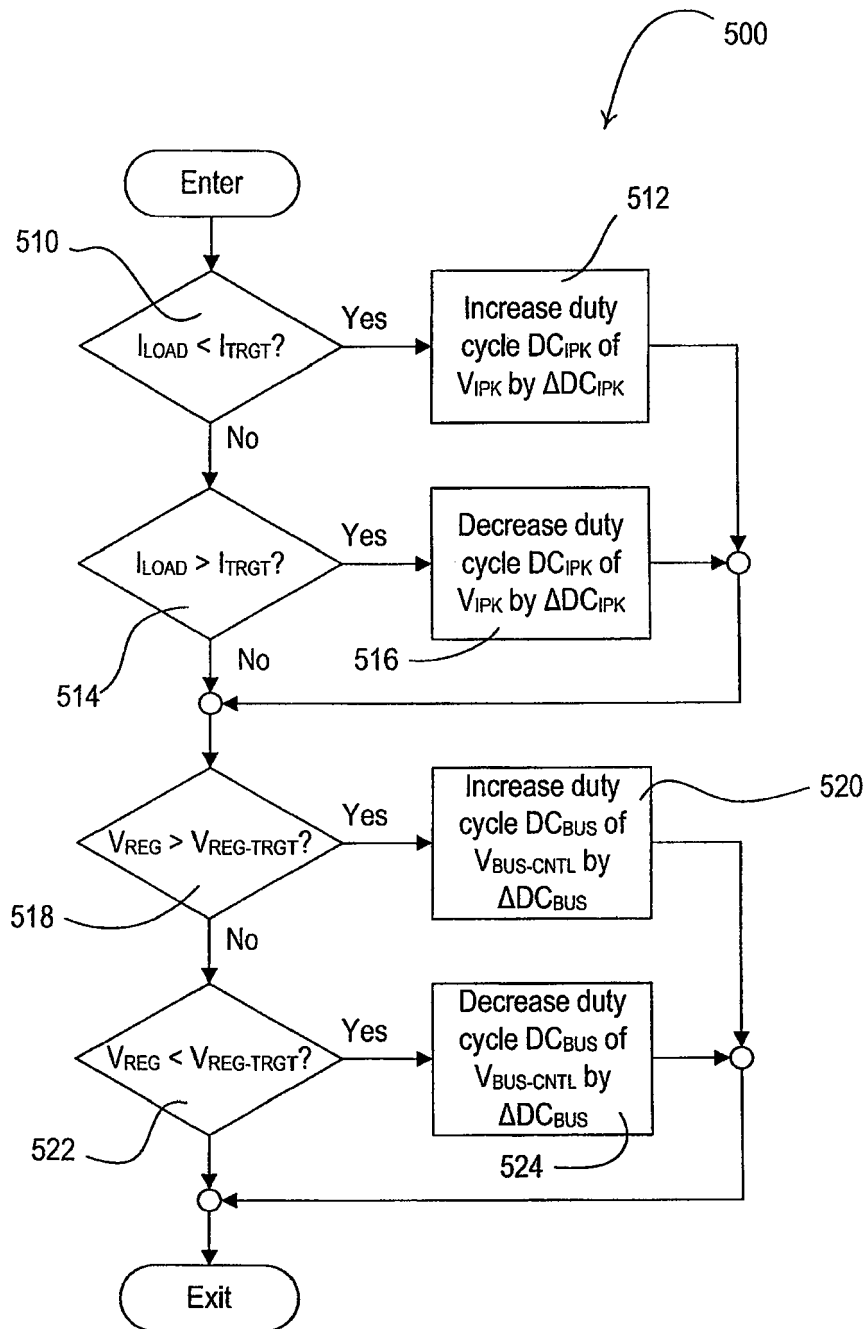 500
Enter
510
512
I_LOAD < I_TRGT?
Yes
Increase duty
cycle DC_IPK of
V_IPK by ΔDC_IPK
No
I_LOAD > I_TRGT?
Yes
Decrease duty
cycle DC_IPK of
V_IPK by ΔDC_IPK
514
No
516
V_REG > V_REG-TRGT?
Yes
Increase duty
cycle DC_BUS of
V_BUS-CNTL by
ΔDC_BUS
520
518
No
V_REG < V_REG-TRGT?
Yes
Decrease duty
cycle DC_BUS of
V_BUS-CNTL by
ΔDC_BUS
522
524
Exit